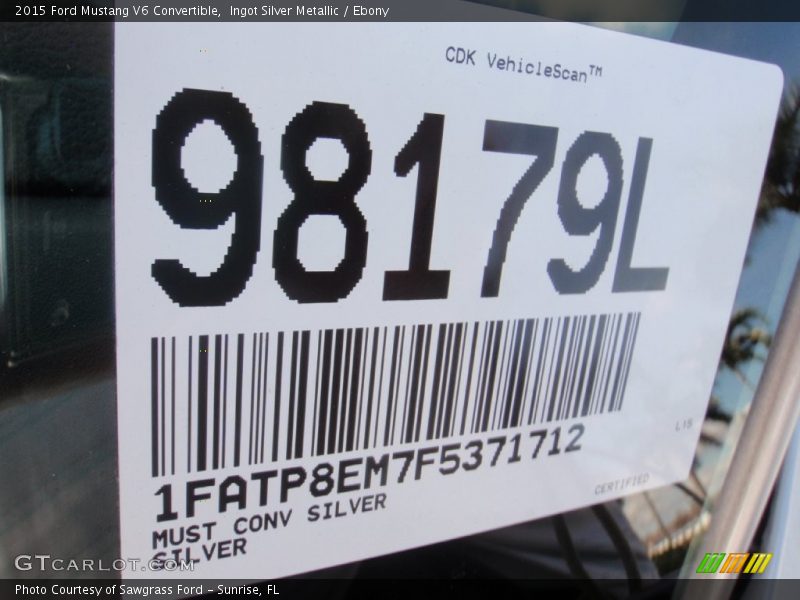 2015 Ford Mustang V6 Convertible,  Ingot Silver Metallic / Ebony
CDK VehicleScan™
98179L
1FATP8EM7F5371712
MUST CONV SILVER
SILVER
L15
CERTIFIED
GTCARLOT.COM
Photo Courtesy of Sawgrass Ford – Sunrise, FL